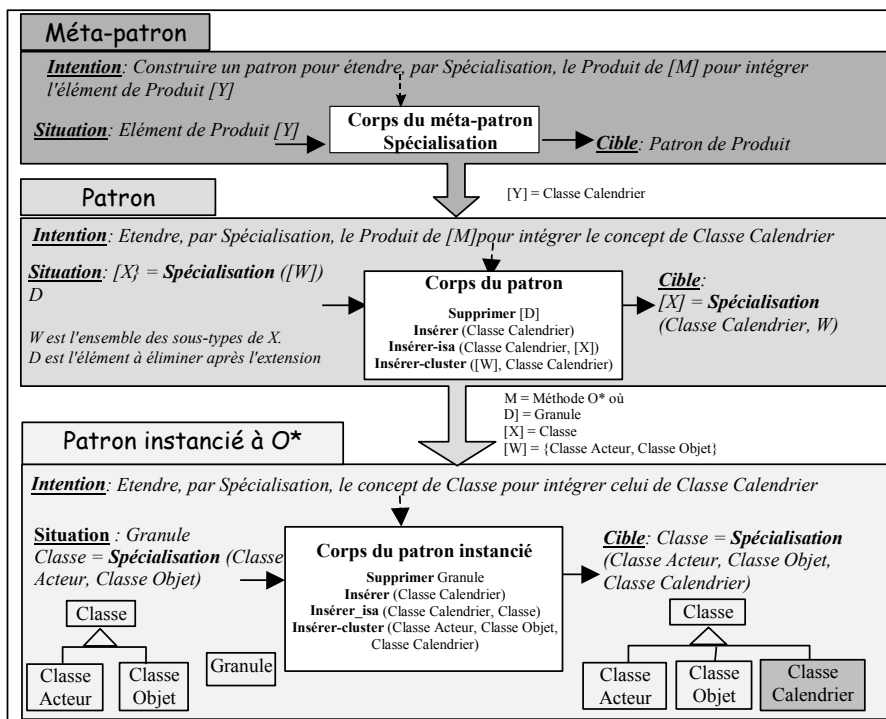 Méta-patron
Intention: Construire un patron pour étendre, par Spécialisation, le Produit de [M] pour intégrer
l'élément de Produit [Y]
Situation: Elément de Produit [Y]
Corps du méta-patron
Spécialisation
Cible: Patron de Produit
[Y] = Classe Calendrier
Patron
Intention: Etendre, par Spécialisation, le Produit de [M]pour intégrer le concept de Classe Calendrier
Situation: [X} = Spécialisation ([W])
D
W est l'ensemble des sous-types de X.
D est l'élément à éliminer après l'extension
Corps du patron
Supprimer [D]
Insérer (Classe Calendrier)
Insérer-isa (Classe Calendrier, [X])
Insérer-cluster ([W], Classe Calendrier)
Cible:
[X] = Spécialisation
(Classe Calendrier, W)
M = Méthode O* où
D] = Granule
[X] = Classe
[W] = {Classe Acteur, Classe Objet}
Patron instancié à O*
Intention: Etendre, par Spécialisation, le concept de Classe pour intégrer celui de Classe Calendrier
Situation : Granule
Classe = Spécialisation (Classe
Acteur, Classe Objet)
Corps du patron instancié
Supprimer Granule
Insérer (Classe Calendrier)
Insérer_isa (Classe Calendrier, Classe)
Insérer-cluster (Classe Acteur, Classe Objet,
Classe Calendrier)
Cible: Classe = Spécialisation
(Classe Acteur, Classe Objet,
Classe Calendrier)
Classe
Classe
Acteur
Classe
Objet
Granule
Classe
Classe
Acteur
Classe
Objet
Classe
Calendrier